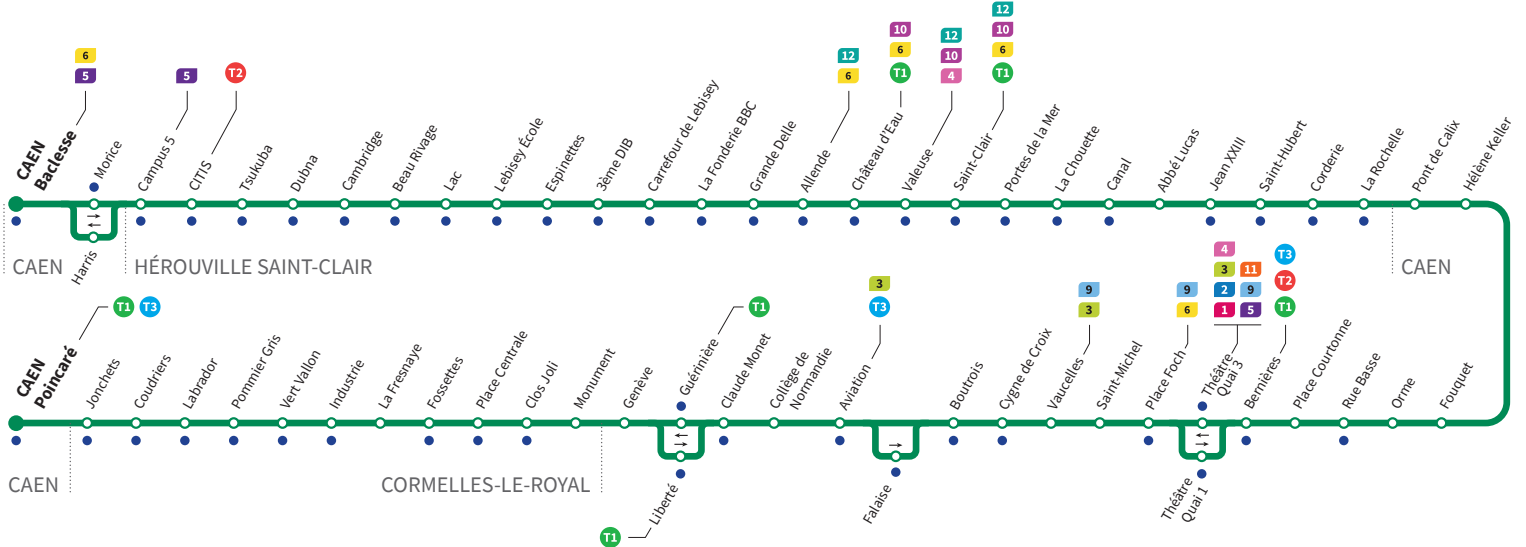 12
10
12
10
6
12
10
6
6
12
6
4
T1
5
5
T2
6
T1
CAEN
Baclesse
Morice
Campus 5
CITIS
Tsukuba
Dubna
Cambridge
Beau Rivage
Lac
Lebisey École
Espinettes
3ème DIB
Carrefour de Lebisey
La Fonderie BBC
Grande Delle
Allende
Château d'Eau
Valeuse
Saint-Clair
Portes de la Mer
La Chouette
Canal
Abbé Lucas
Jean XXIII
Saint-Hubert
Corderie
La Rochelle
Pont de Calix
Hélène Keller
Harris
CAEN
HÉROUVILLE SAINT-CLAIR
CAEN
4
T3
3
3
11
T2
9
9
2
9
T1
T3
T1
T3
3
6
1
5
T1
CAEN
Poincaré
Jonchets
Coudriers
Labrador
Pommier Gris
Vert Vallon
Industrie
La Fresnaye
Fossettes
Place Centrale
Clos Joli
Monument
Genève
Guérinière
Claude Monet
Collège de
Normandie
Aviation
Boutrois
Cygne de Croix
Vaucelles
Saint-Michel
Place Foch
Théâtre
Quai 3
Bernières
Place Courtonne
Rue Basse
Orme
Fouquet
CAEN
CORMELLES-LE-ROYAL
Liberté
T1
Falaise
Théâtre
Quai 1